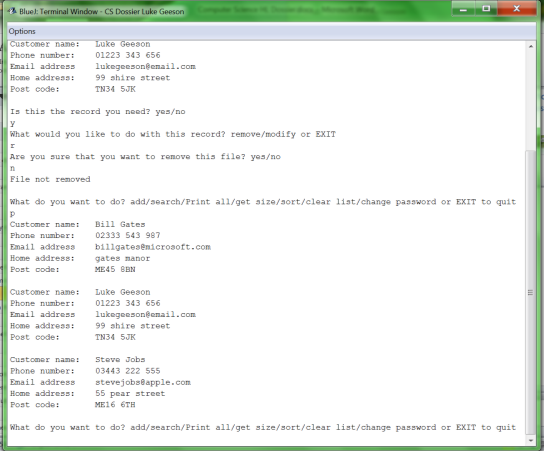 BlueJ: Terminal Window - CS Dossier Luke Geeson
Options
Customer name: Luke Geeson
Phone number: 01223 343 656
Email address lukegeeson@email.com
Home address: 99 shire street
Post code: TN34 5JK
Is this the record you need? yes/no
y
What would you like to do with this record? remove/modify or EXIT
r
Are you sure that you want to remove this file? yes/no
n
File not removed
What do you want to do? add/search/Print all/get size/sort/clear list/change password or EXIT to quit
p
Customer name: Bill Gates
Phone number: 02333 543 987
Email address billgates@microsoft.com
Home address: gates manor
Post code: ME45 8BN
Customer name: Luke Geeson
Phone number: 01223 343 656
Email address lukegeeson@email.com
Home address: 99 shire street
Post code: TN34 5JK
Customer name: Steve Jobs
Phone number: 03443 222 555
Email address stevejobs@apple.com
Home address: 55 pear street
Post code: ME16 6TH
What do you want to do? add/search/Print all/get size/sort/clear list/change password or EXIT to quit